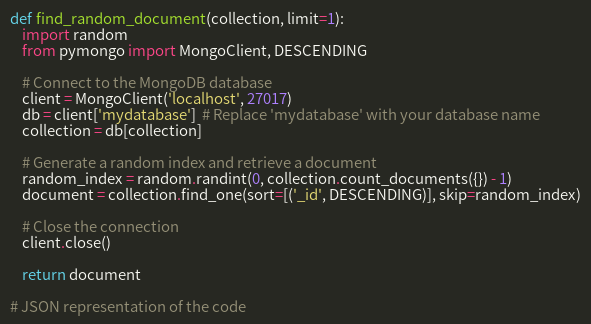 def find_random_document(collection, limit=1):
    import random
    from pymongo import MongoClient, DESCENDING

    # Connect to the MongoDB database
    client = MongoClient('localhost', 27017)
    db = client['mydatabase']  # Replace 'mydatabase' with your database name
    collection = db[collection]

    # Generate a random index and retrieve a document
    random_index = random.randint(0, collection.count_documents({}) - 1)
    document = collection.find_one(sort=[('_id', DESCENDING)], skip=random_index)

    # Close the connection
    client.close()

    return document

# JSON representation of the code